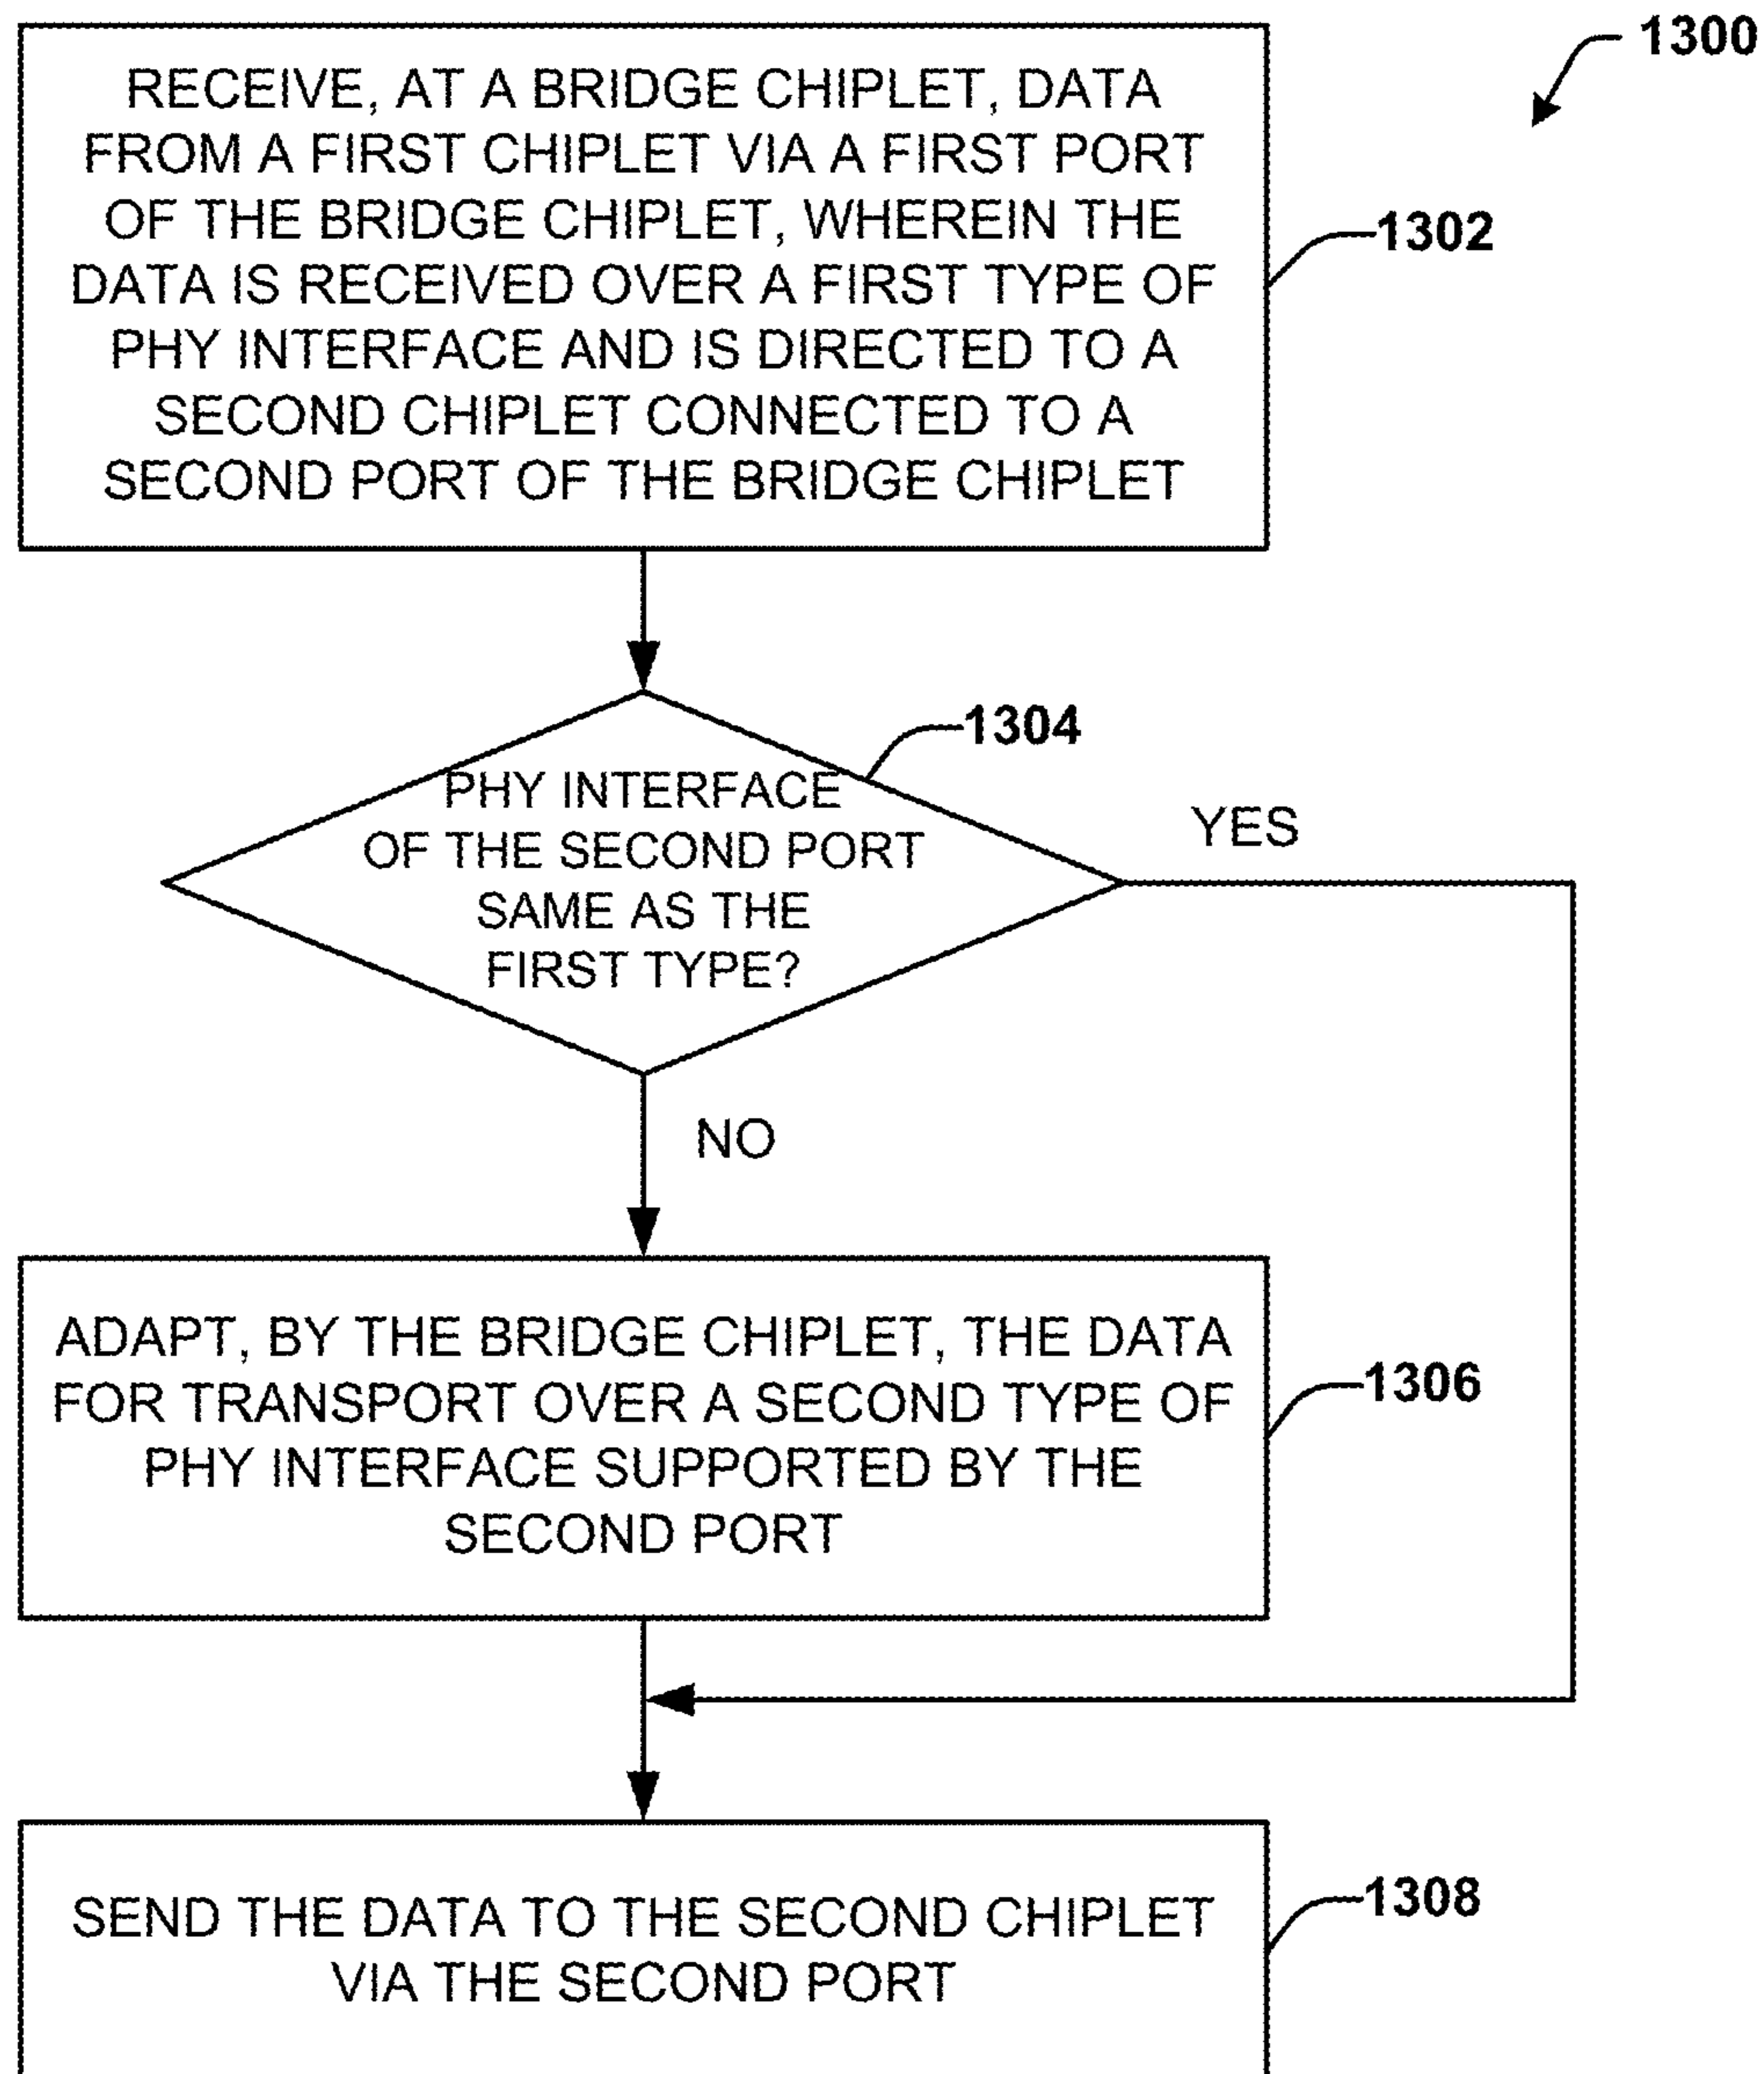 1300
RECEIVE, AT A BRIDGE CHIPLET, DATA
FROM A FIRST CHIPLET VIA A FIRST PORT
OF THE BRIDGE CHIPLET, WHEREIN THE
DATA IS RECEIVED OVER A FIRST TYPE OF
PHY INTERFACE AND IS DIRECTED TO A
SECOND CHIPLET CONNECTED TO A
SECOND PORT OF THE BRIDGE CHIPLET
1302
1304
PHY INTERFACE
OF THE SECOND PORT
SAME AS THE
FIRST TYPE?
YES
NO
ADAPT, BY THE BRIDGE CHIPLET, THE DATA
FOR TRANSPORT OVER A SECOND TYPE OF
PHY INTERFACE SUPPORTED BY THE
SECOND PORT
1306
SEND THE DATA TO THE SECOND CHIPLET
VIA THE SECOND PORT
1308